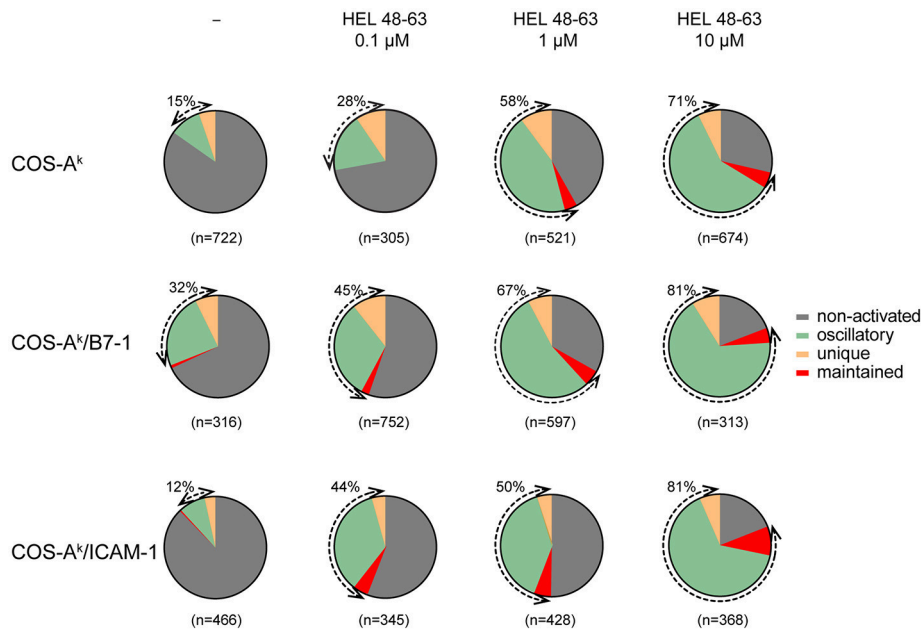 –
HEL 48-63
0.1 µM
HEL 48-63
1 µM
HEL 48-63
10 µM
COS-Aᵏ
15%
28%
58%
71%
(n=722)
(n=305)
(n=521)
(n=674)
COS-Aᵏ/B7-1
32%
45%
67%
81%
(n=316)
(n=752)
(n=597)
(n=313)
non-activated
oscillatory
unique
maintained
COS-Aᵏ/ICAM-1
12%
44%
50%
81%
(n=466)
(n=345)
(n=428)
(n=368)